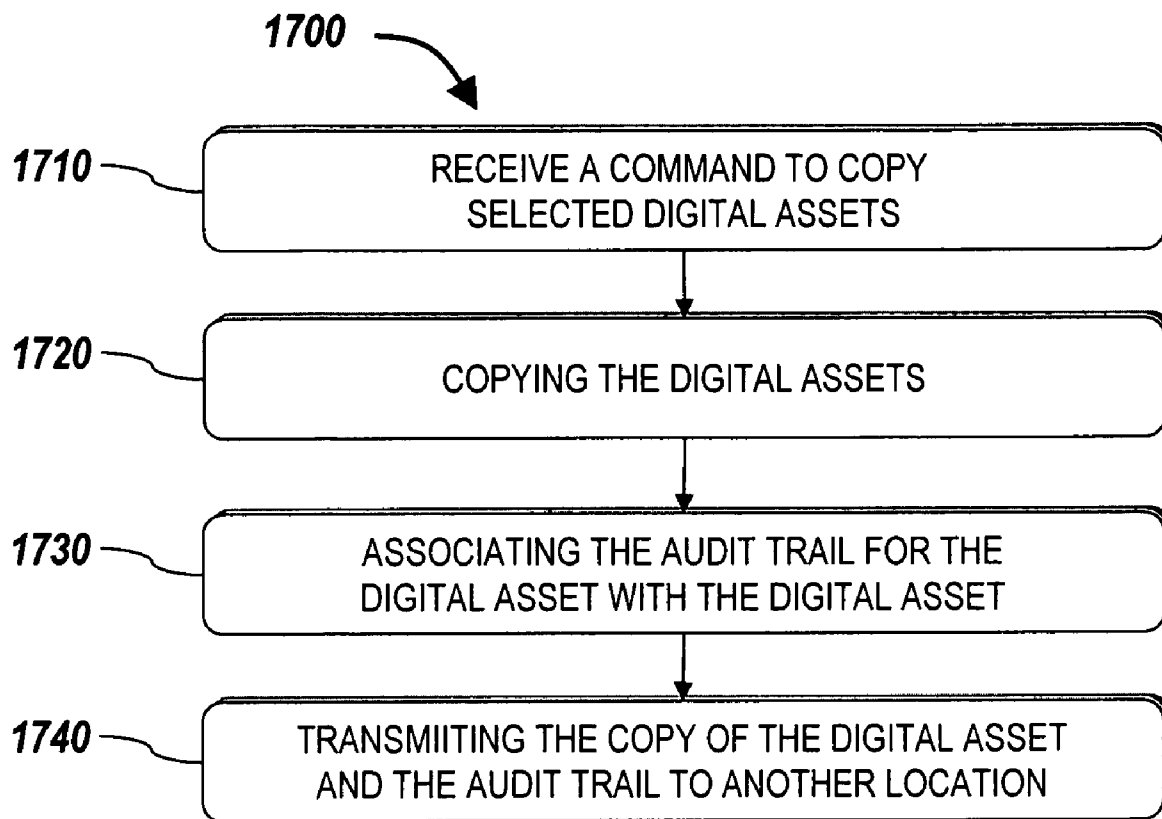 1700
1710
RECEIVE A COMMAND TO COPY
SELECTED DIGITAL ASSETS
1720
COPYING THE DIGITAL ASSETS
1730
ASSOCIATING THE AUDIT TRAIL FOR THE
DIGITAL ASSET WITH THE DIGITAL ASSET
1740
TRANSMIITING THE COPY OF THE DIGITAL ASSET
AND THE AUDIT TRAIL TO ANOTHER LOCATION